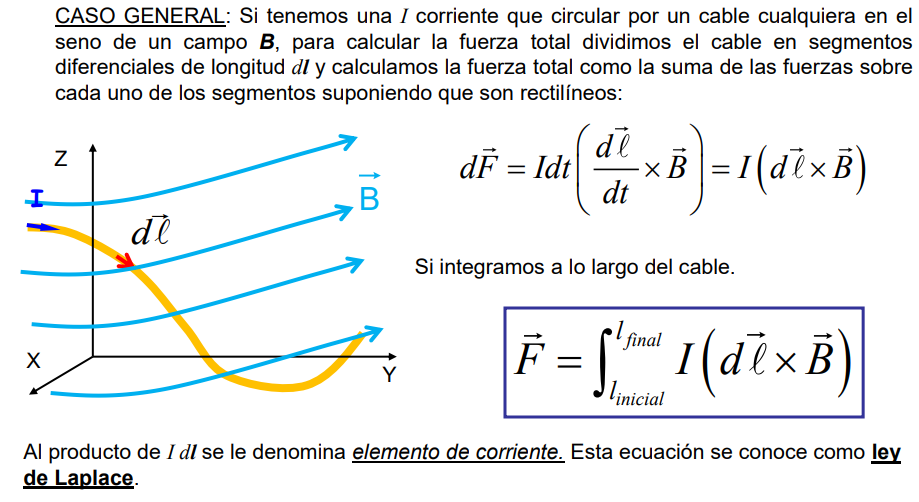 CASO GENERAL: Si tenemos una I corriente que circular por un cable cualquiera en el
seno de un campo B, para calcular la fuerza total dividimos el cable en segmentos
diferenciales de longitud dl y calculamos la fuerza total como la suma de las fuerzas sobre
cada uno de los segmentos suponiendo que son rectilíneos:
Z
I
dℓ⃗
B⃗
X
Y
dF⃗ = Idt(dℓ⃗/dt × B⃗) = I(dℓ⃗ × B⃗)
Si integramos a lo largo del cable.
F⃗ = ∫_{l_{inicial}}^{l_{final}} I(dℓ⃗ × B⃗)
Al producto de I dl se le denomina elemento de corriente. Esta ecuación se conoce como ley
de Laplace.